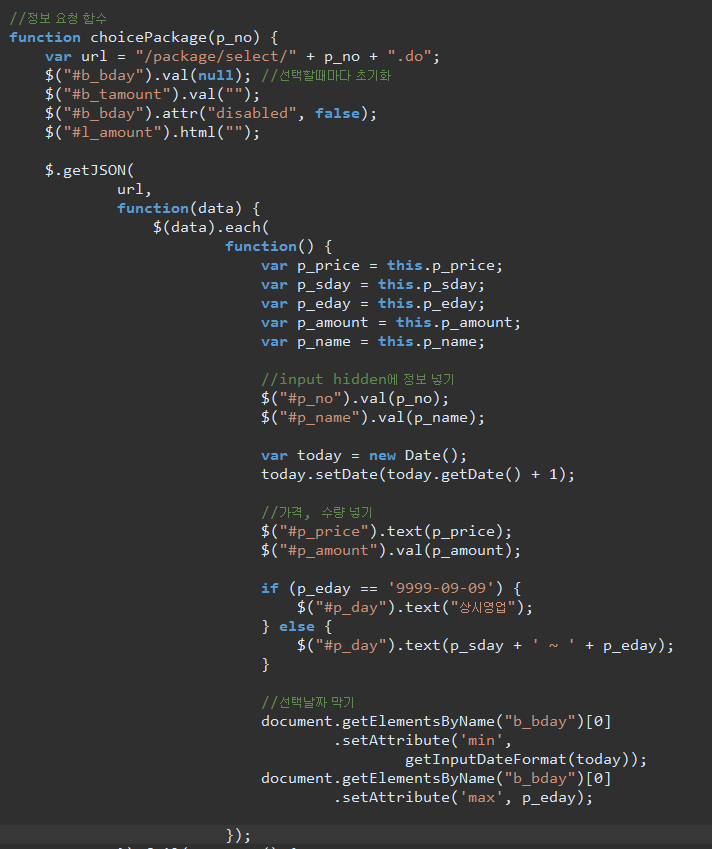 //정보 요청 함수
function choicePackage(p_no) {
    var url = "/package/select/" + p_no + ".do";
    $("#b_bday").val(null); //선택할때마다 초기화
    $("#b_tamount").val("");
    $("#b_bday").attr("disabled", false);
    $("#l_amount").html("");
    $.getJSON(
            url,
            function(data) {
                $(data).each(
                        function() {
                            var p_price = this.p_price;
                            var p_sday = this.p_sday;
                            var p_eday = this.p_eday;
                            var p_amount = this.p_amount;
                            var p_name = this.p_name;
                            //input hidden에 정보 넣기
                            $("#p_no").val(p_no);
                            $("#p_name").val(p_name);
                            var today = new Date();
                            today.setDate(today.getDate() + 1);
                            //가격, 수량 넣기
                            $("#p_price").text(p_price);
                            $("#p_amount").val(p_amount);
                            if (p_eday == '9999-09-09') {
                                $("#p_day").text("상시영업");
                            } else {
                                $("#p_day").text(p_sday + ' ~ ' + p_eday);
                            }
                            //선택날짜 막기
                            document.getElementsByName("b_bday")[0]
                                    .setAttribute('min',
                                            getInputDateFormat(today));
                            document.getElementsByName("b_bday")[0]
                                    .setAttribute('max', p_eday);
                        });